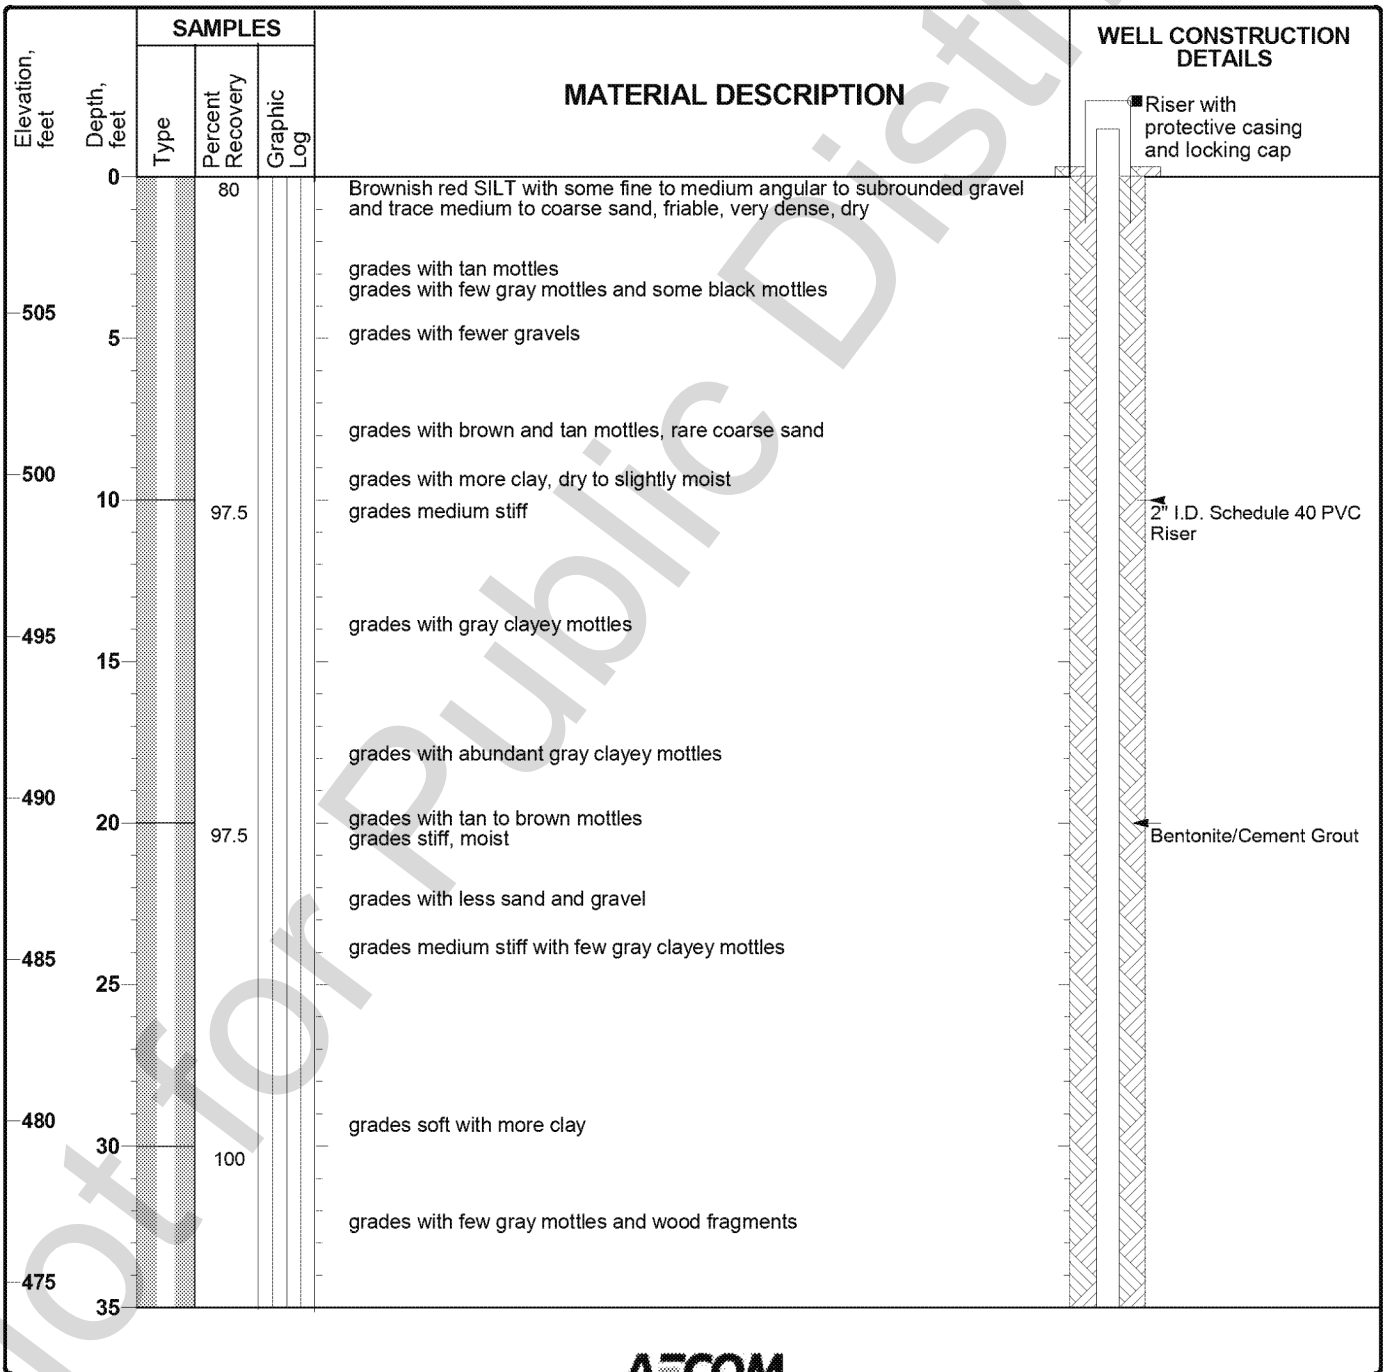 SAMPLES
Elevation,
feet
Depth,
feet
Type
Percent
Recovery
Graphic
Log
MATERIAL DESCRIPTION
WELL CONSTRUCTION
DETAILS
Riser with
protective casing
and locking cap
0
80
Brownish red SILT with some fine to medium angular to subrounded gravel
and trace medium to coarse sand, friable, very dense, dry
grades with tan mottles
grades with few gray mottles and some black mottles
505
5
grades with fewer gravels
grades with brown and tan mottles, rare coarse sand
500
grades with more clay, dry to slightly moist
10
97.5
grades medium stiff
2" I.D. Schedule 40 PVC
Riser
grades with gray clayey mottles
495
15
grades with abundant gray clayey mottles
490
20
grades with tan to brown mottles
97.5
grades stiff, moist
Bentonite/Cement Grout
grades with less sand and gravel
grades medium stiff with few gray clayey mottles
485
25
480
grades soft with more clay
30
100
grades with few gray mottles and wood fragments
475
35
AECOM
not for Public Distri